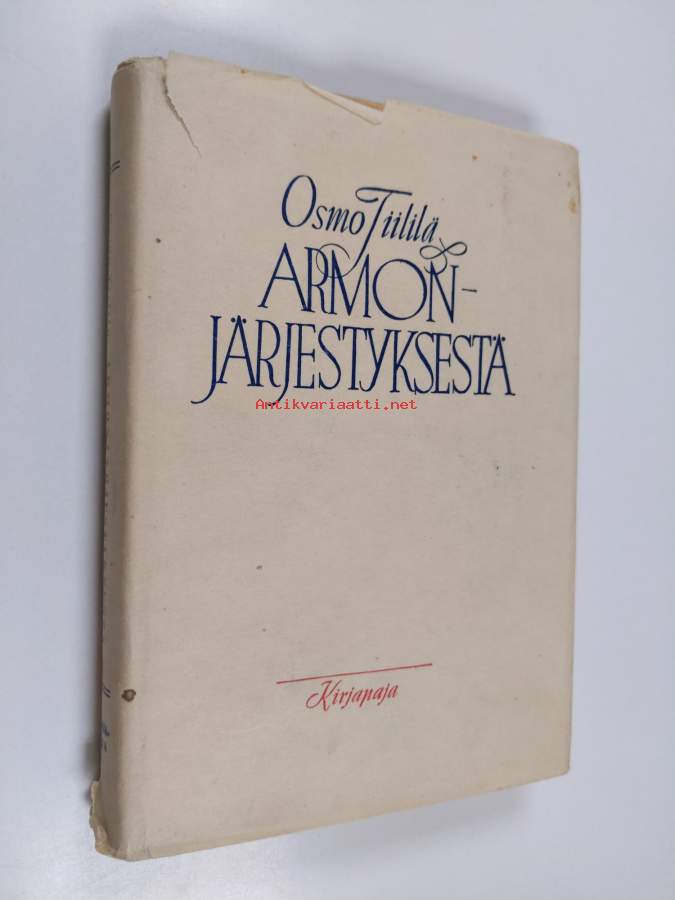 Osmo Tiililä
ARMON-
JÄRJESTYKSESTÄ
Antikvariaatti.net
Kirjapaja